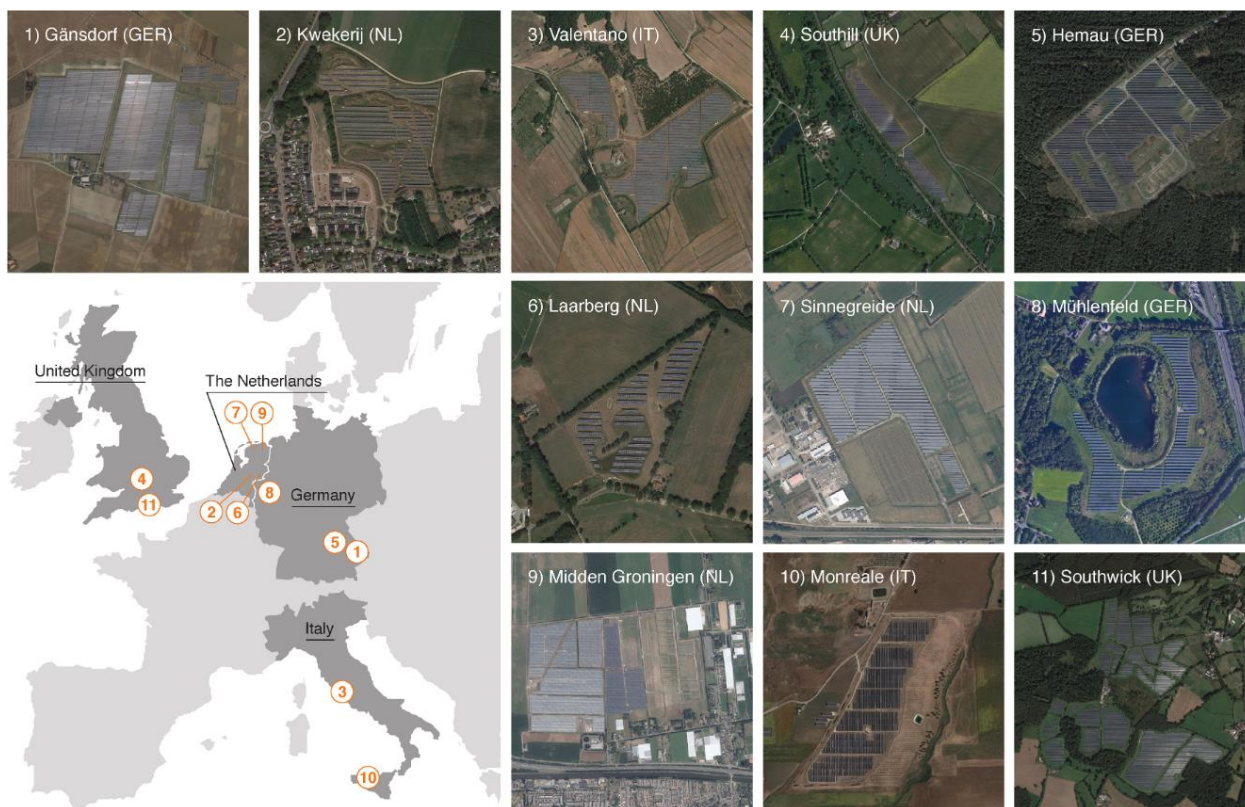 1) Gänsdorf (GER)
2) Kwekerij (NL)
3) Valentano (IT)
4) Southill (UK)
5) Hemau (GER)
United Kingdom
The Netherlands
7
9
4
11
2
6
8
Germany
5
1
Italy
3
10
6) Laarberg (NL)
7) Sinnegreide (NL)
8) Mühlenfeld (GER)
9) Midden Groningen (NL)
10) Monreale (IT)
11) Southwick (UK)